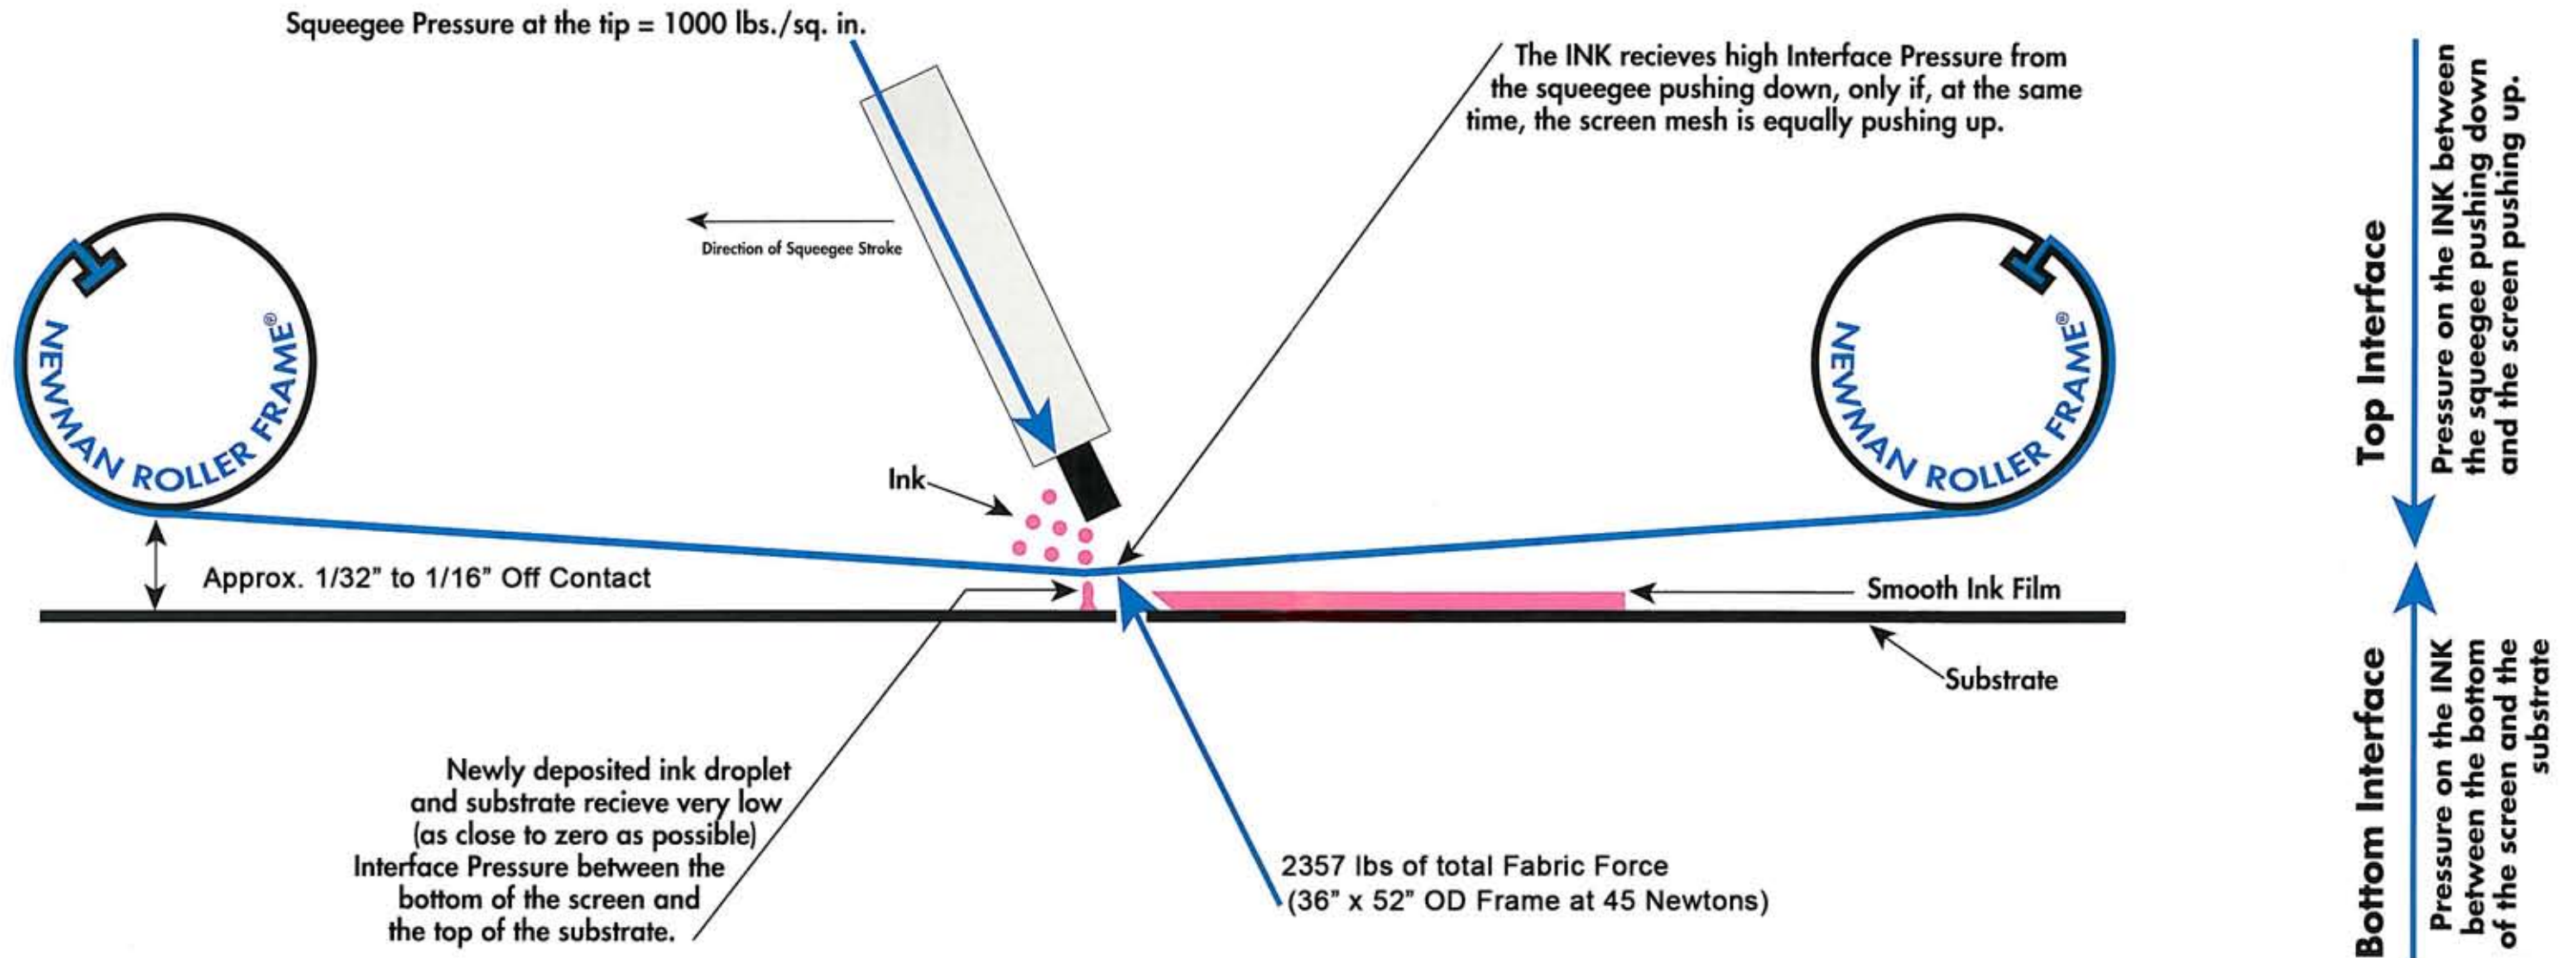 Squeegee Pressure at the tip = 1000 lbs./sq. in.
The INK recieves high Interface Pressure from
the squeegee pushing down, only if, at the same
time, the screen mesh is equally pushing up.
Direction of Squeegee Stroke
NEWMAN ROLLER FRAME®
NEWMAN ROLLER FRAME®
Ink
Approx. 1/32” to 1/16” Off Contact
Smooth Ink Film
Substrate
Newly deposited ink droplet
and substrate recieve very low
(as close to zero as possible)
Interface Pressure between the
bottom of the screen and
the top of the substrate.
2357 lbs of total Fabric Force
(36” x 52” OD Frame at 45 Newtons)
Top Interface
Pressure on the INK between
the squeegee pushing down
and the screen pushing up.
Bottom Interface
Pressure on the INK
between the bottom
of the screen and the
substrate